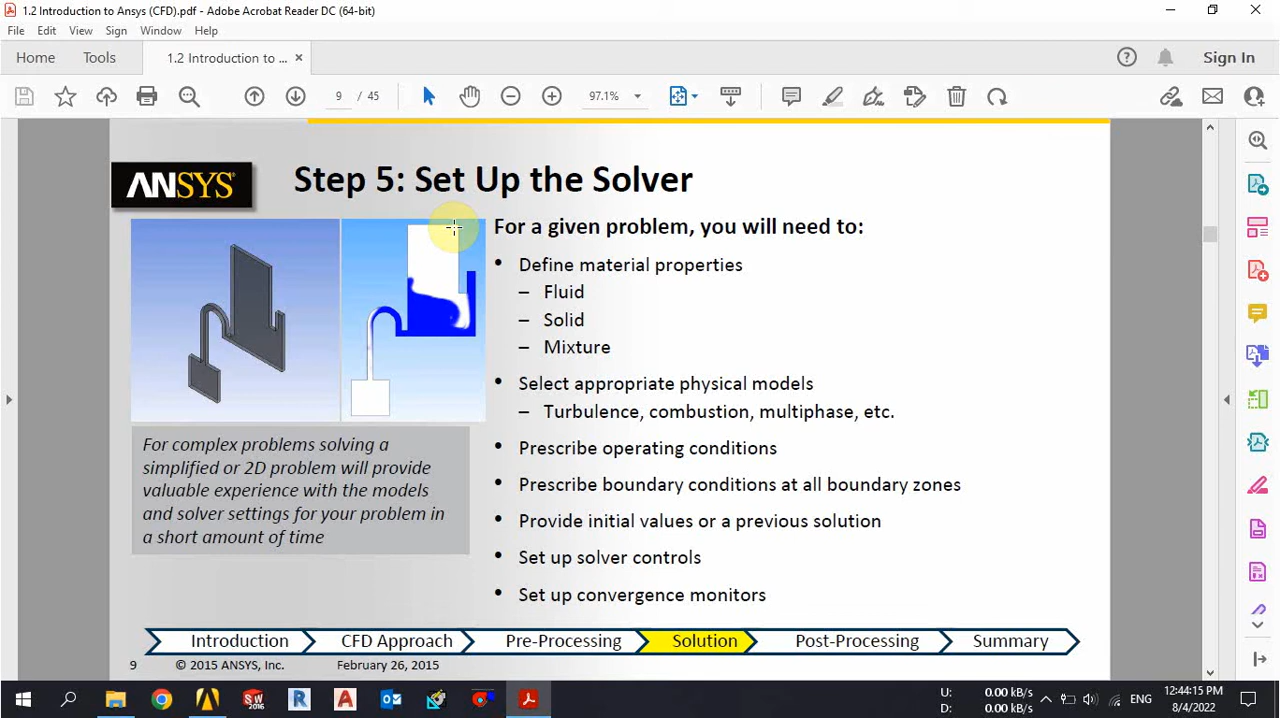 1.2 Introduction to Ansys (CFD).pdf - Adobe Acrobat Reader DC (64-bit)
File Edit View Sign Window Help
Home Tools 1.2 Introduction to ... × Sign In
9 / 45 97.1%
ANSYS
Step 5: Set Up the Solver
For a given problem, you will need to:
• Define material properties
– Fluid
– Solid
– Mixture
• Select appropriate physical models
– Turbulence, combustion, multiphase, etc.
• Prescribe operating conditions
• Prescribe boundary conditions at all boundary zones
• Provide initial values or a previous solution
• Set up solver controls
• Set up convergence monitors
For complex problems solving a
simplified or 2D problem will provide
valuable experience with the models
and solver settings for your problem in
a short amount of time
Introduction CFD Approach Pre-Processing Solution Post-Processing Summary
9 © 2015 ANSYS, Inc. February 26, 2015
SW
2016
R A
U: 0.00 kB/s
D: 0.00 kB/s
ENG
12:44:15 PM
8/4/2022